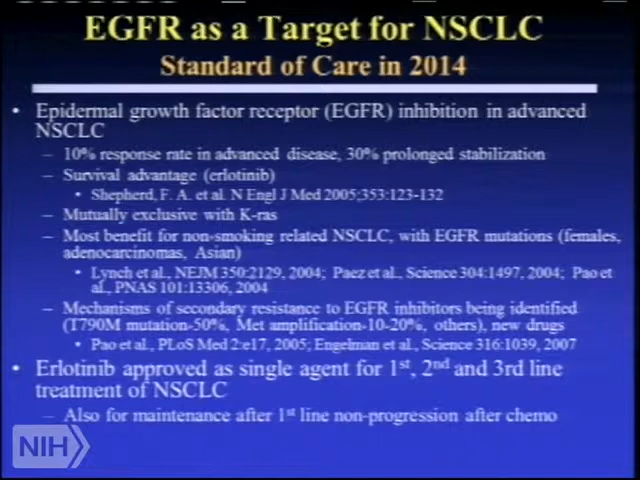 EGFR as a Target for NSCLC
Standard of Care in 2014
• Epidermal growth factor receptor (EGFR) inhibition in advanced
NSCLC
– 10% response rate in advanced disease, 30% prolonged stabilization
– Survival advantage (erlotinib)
• Shepherd, F. A. et al. N Engl J Med 2005;353:123-132
– Mutually exclusive with K-ras
– Most benefit for non-smoking related NSCLC, with EGFR mutations (females,
adenocarcinomas, Asian)
• Lynch et al., NEJM 350:2129, 2004; Paez et al., Science 304:1497, 2004; Pao et
al., PNAS 101:13306, 2004
– Mechanisms of secondary resistance to EGFR inhibitors being identified
(T790M mutation-50%, Met amplification-10-20%, others), new drugs
• Pao et al., PLoS Med 2:e17, 2005; Engelman et al., Science 316:1039, 2007
• Erlotinib approved as single agent for 1st, 2nd and 3rd line
treatment of NSCLC
– Also for maintenance after 1st line non-progression after chemo
NIH